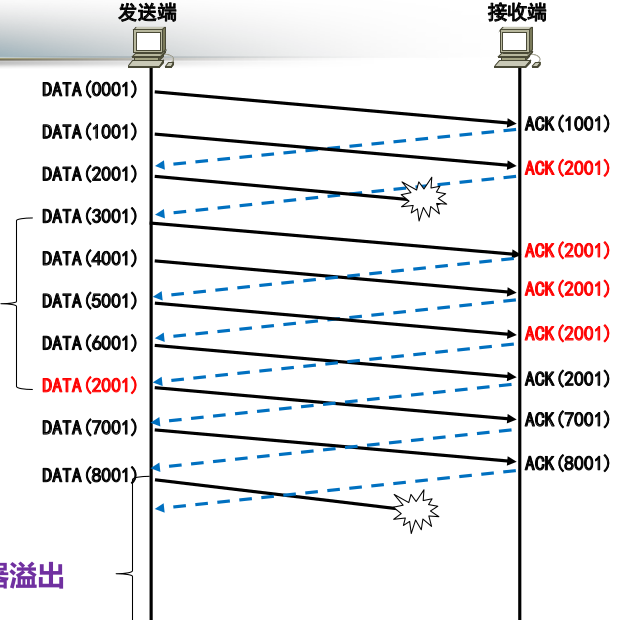 发送端
接收端
DATA(0001)
ACK(1001)
DATA(1001)
ACK(2001)
DATA(2001)
DATA(3001)
ACK(2001)
DATA(4001)
ACK(2001)
DATA(5001)
ACK(2001)
DATA(6001)
ACK(2001)
DATA(2001)
ACK(7001)
DATA(7001)
ACK(8001)
DATA(8001)
器溢出